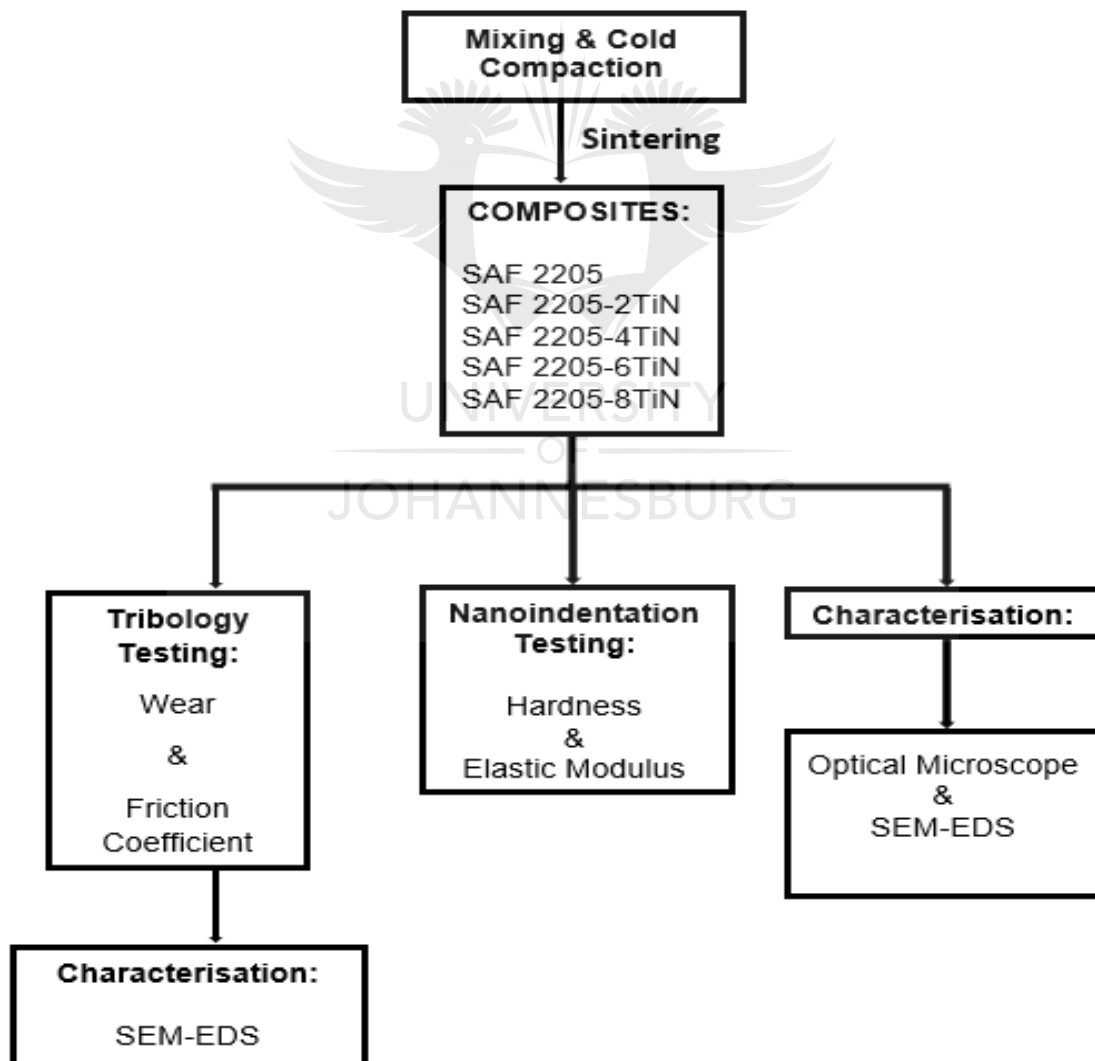 Mixing & Cold
Compaction
Sintering
COMPOSITES:
SAF 2205
SAF 2205-2TiN
SAF 2205-4TiN
SAF 2205-6TiN
SAF 2205-8TiN
UNIVERSITY
OF
JOHANNESBURG
Tribology
Testing:
Wear
&
Friction
Coefficient
Nanoindentation
Testing:
Hardness
&
Elastic Modulus
Characterisation:
Optical Microscope
&
SEM-EDS
Characterisation:
SEM-EDS